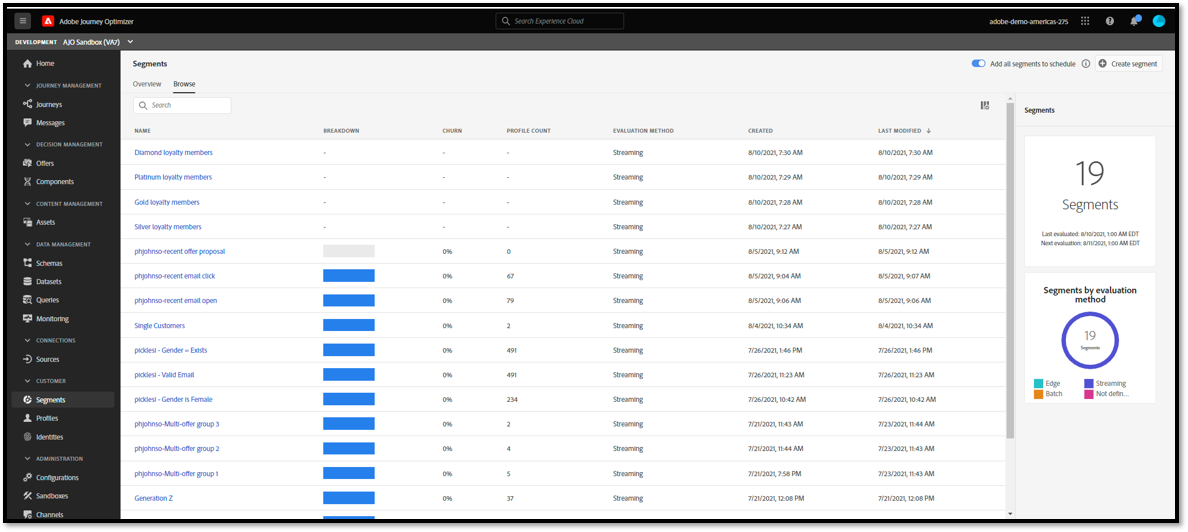 Adobe Journey Optimizer
Search Experience Cloud
adobe-demo-americas-275
DEVELOPMENT AJO Sandbox (VA7)
Home
JOURNEY MANAGEMENT
Journeys
Messages
DECISION MANAGEMENT
Offers
Components
CONTENT MANAGEMENT
Assets
DATA MANAGEMENT
Schemas
Datasets
Queries
Monitoring
CONNECTIONS
Sources
CUSTOMER
Segments
Profiles
Identities
ADMINISTRATION
Configurations
Sandboxes
Channels
Segments
Add all segments to schedule
Create segment
Overview Browse
Search
NAME BREAKDOWN CHURN PROFILE COUNT EVALUATION METHOD CREATED LAST MODIFIED ↓
Diamond loyalty members - - - Streaming 8/10/2021, 7:30 AM 8/10/2021, 7:30 AM
Platinum loyalty members - - - Streaming 8/10/2021, 7:29 AM 8/10/2021, 7:29 AM
Gold loyalty members - - - Streaming 8/10/2021, 7:28 AM 8/10/2021, 7:28 AM
Silver loyalty members - - - Streaming 8/10/2021, 7:27 AM 8/10/2021, 7:27 AM
phjohnso-recent offer proposal 0% 0 Streaming 8/5/2021, 9:12 AM 8/5/2021, 9:12 AM
phjohnso-recent email click 0% 67 Streaming 8/5/2021, 9:04 AM 8/5/2021, 9:07 AM
phjohnso-recent email open 0% 79 Streaming 8/5/2021, 9:06 AM 8/5/2021, 9:06 AM
Single Customers 0% 2 Streaming 8/4/2021, 10:34 AM 8/4/2021, 10:34 AM
picklesi - Gender = Exists 0% 491 Streaming 7/26/2021, 1:46 PM 7/26/2021, 1:46 PM
picklesi - Valid Email 0% 491 Streaming 7/26/2021, 11:23 AM 7/26/2021, 11:23 AM
picklesi - Gender is Female 0% 234 Streaming 7/26/2021, 10:42 AM 7/26/2021, 10:42 AM
phjohnso-Multi-offer group 3 0% 2 Streaming 7/21/2021, 11:43 AM 7/23/2021, 11:44 AM
phjohnso-Multi-offer group 2 0% 4 Streaming 7/21/2021, 11:44 AM 7/23/2021, 11:43 AM
phjohnso-Multi-offer group 1 0% 5 Streaming 7/21/2021, 7:58 PM 7/23/2021, 11:43 AM
Generation Z 0% 37 Streaming 7/21/2021, 12:08 PM 7/21/2021, 12:08 PM
Segments
19
Segments
Last evaluated: 8/10/2021, 1:00 AM EDT
Next evaluation: 8/11/2021, 1:00 AM EDT
Segments by evaluation
method
19
Segments
Edge Streaming
Batch Not defin...